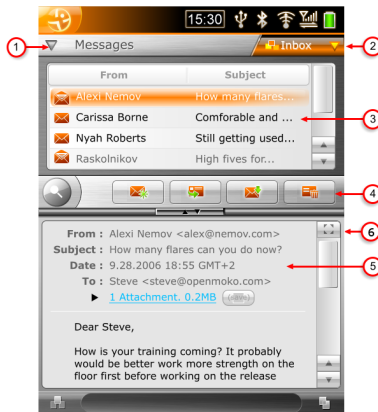 15:30
1
Messages
Inbox
2
From Subject
Alexi Nemov How many flares...
Carissa Borne Comforable and ...
3
Nyah Roberts Still getting used...
Raskolnikov High fives for...
4
From : Alexi Nemov <alex@nemov.com>
6
Subject : How many flares can you do now?
Date : 9.28.2006 18:55 GMT+2
5
To : Steve <steve@openmoko.com>
1 Attachment. 0.2MB
Dear Steve,
How is your training coming? It probably
would be better work more strength on the
floor first before working on the release